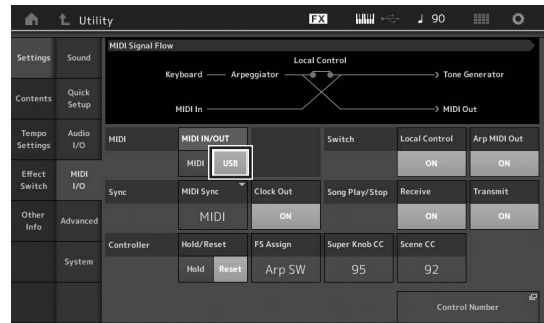 Utility
FX
90
Settings
Sound
MIDI Signal Flow
Local Control
Keyboard
Arpeggiator
Tone Generator
MIDI In
MIDI Out
Contents
Quick Setup
Tempo Settings
Audio I/O
MIDI
MIDI IN/OUT
MIDI
USB
Switch
Local Control
ON
Arp MIDI Out
ON
Effect Switch
MIDI I/O
Sync
MIDI Sync
MIDI
Clock Out
ON
Song Play/Stop
Receive
ON
Transmit
ON
Other Info
Advanced
System
Controller
Hold/Reset
Hold
Reset
FS Assign
Arp SW
Super Knob CC
95
Scene CC
92
Control Number